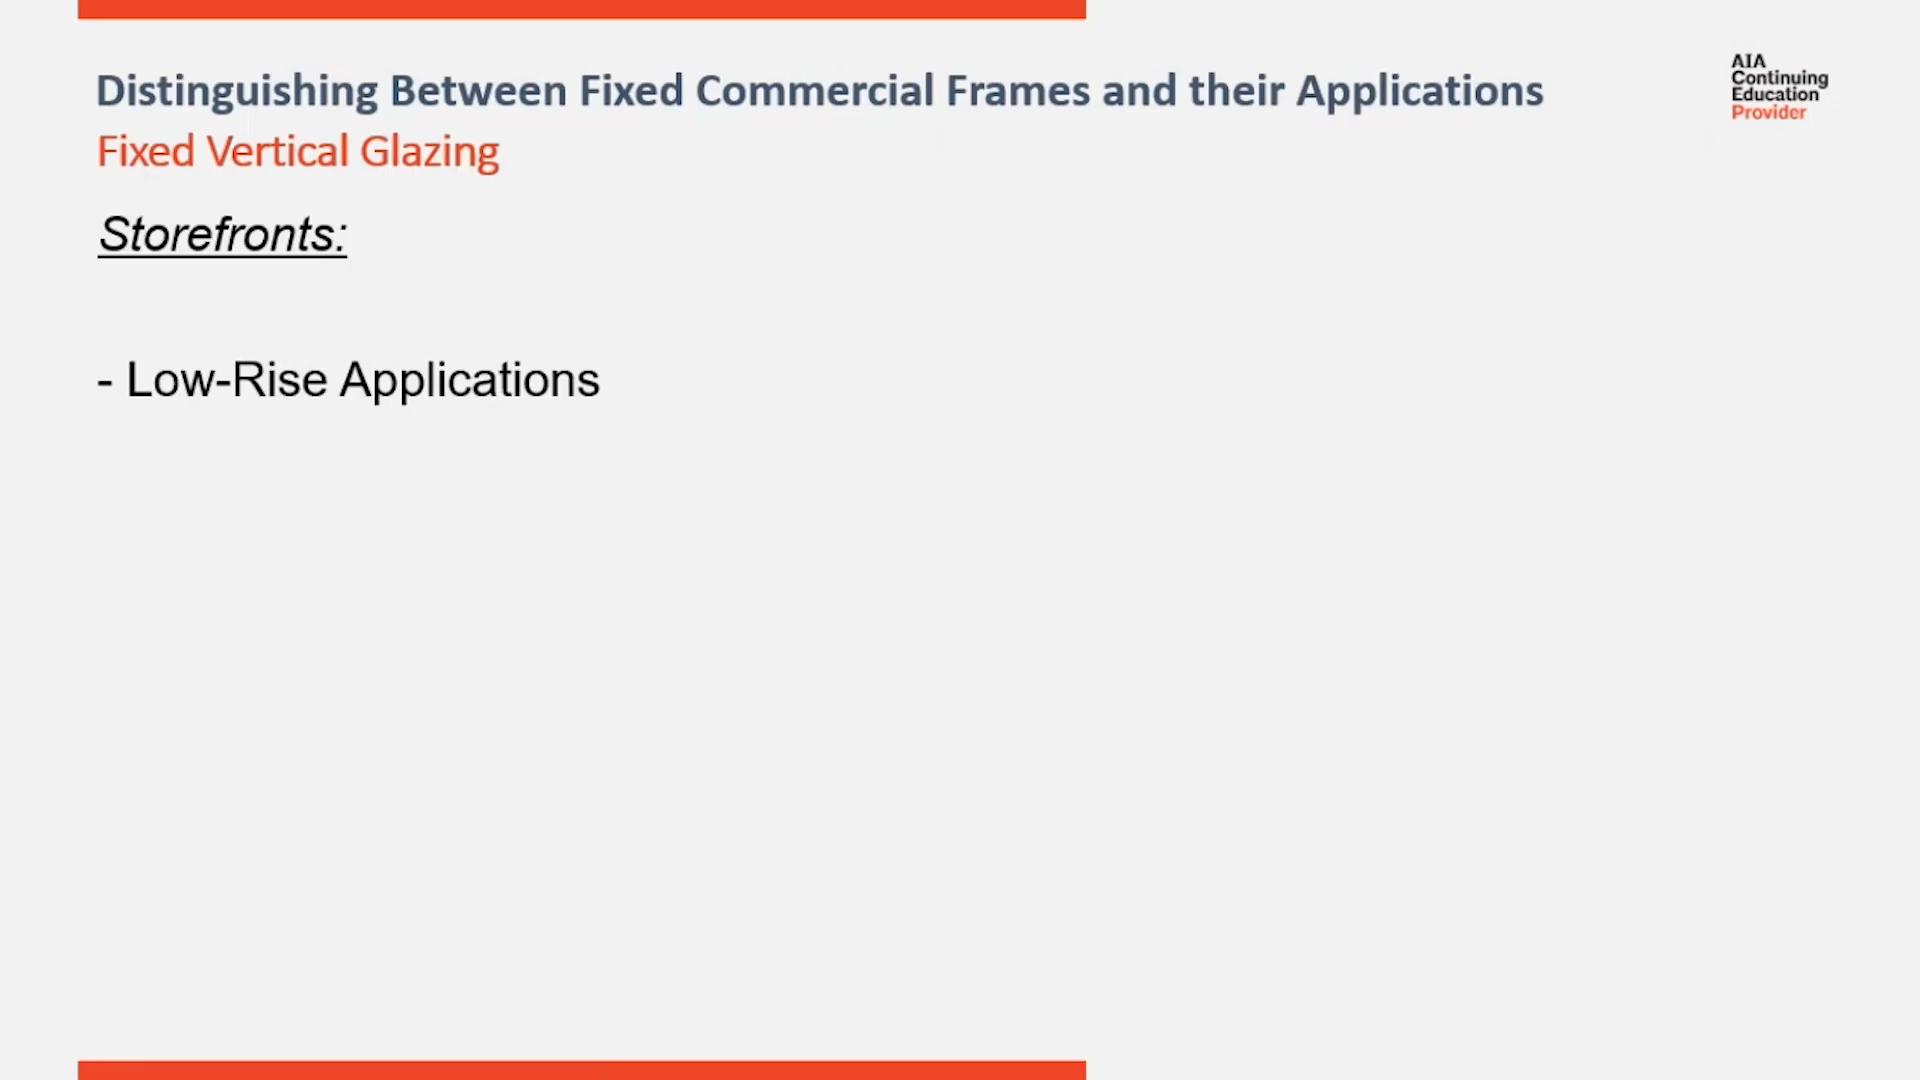 Distinguishing Between Fixed Commercial Frames and their Applications
Fixed Vertical Glazing
AIA
Continuing
Education
Provider
Storefronts:
- Low-Rise Applications